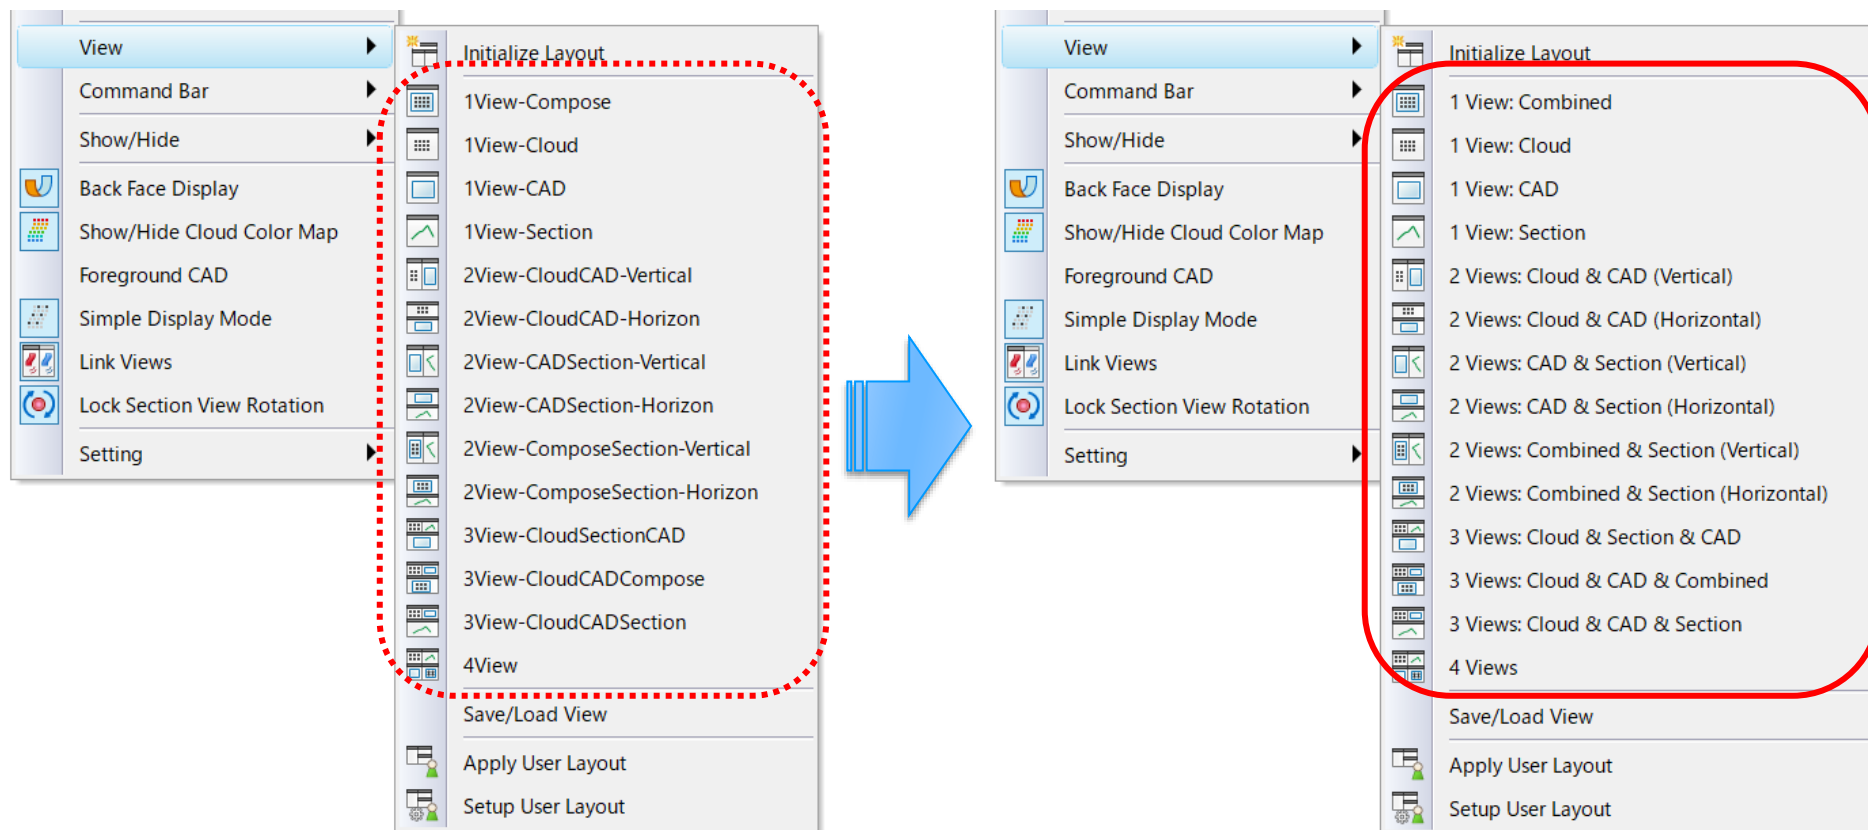 View
Command Bar
Show/Hide
Back Face Display
Show/Hide Cloud Color Map
Foreground CAD
Simple Display Mode
Link Views
Lock Section View Rotation
Setting
Initialize Layout
1View-Compose
1View-Cloud
1View-CAD
1View-Section
2View-CloudCAD-Vertical
2View-CloudCAD-Horizon
2View-CADSection-Vertical
2View-CADSection-Horizon
2View-ComposeSection-Vertical
2View-ComposeSection-Horizon
3View-CloudSectionCAD
3View-CloudCADCompose
3View-CloudCADSection
4View
Save/Load View
Apply User Layout
Setup User Layout
View
Command Bar
Show/Hide
Back Face Display
Show/Hide Cloud Color Map
Foreground CAD
Simple Display Mode
Link Views
Lock Section View Rotation
Setting
Initialize Layout
1 View: Combined
1 View: Cloud
1 View: CAD
1 View: Section
2 Views: Cloud & CAD (Vertical)
2 Views: Cloud & CAD (Horizontal)
2 Views: CAD & Section (Vertical)
2 Views: CAD & Section (Horizontal)
2 Views: Combined & Section (Vertical)
2 Views: Combined & Section (Horizontal)
3 Views: Cloud & Section & CAD
3 Views: Cloud & CAD & Combined
3 Views: Cloud & CAD & Section
4 Views
Save/Load View
Apply User Layout
Setup User Layout